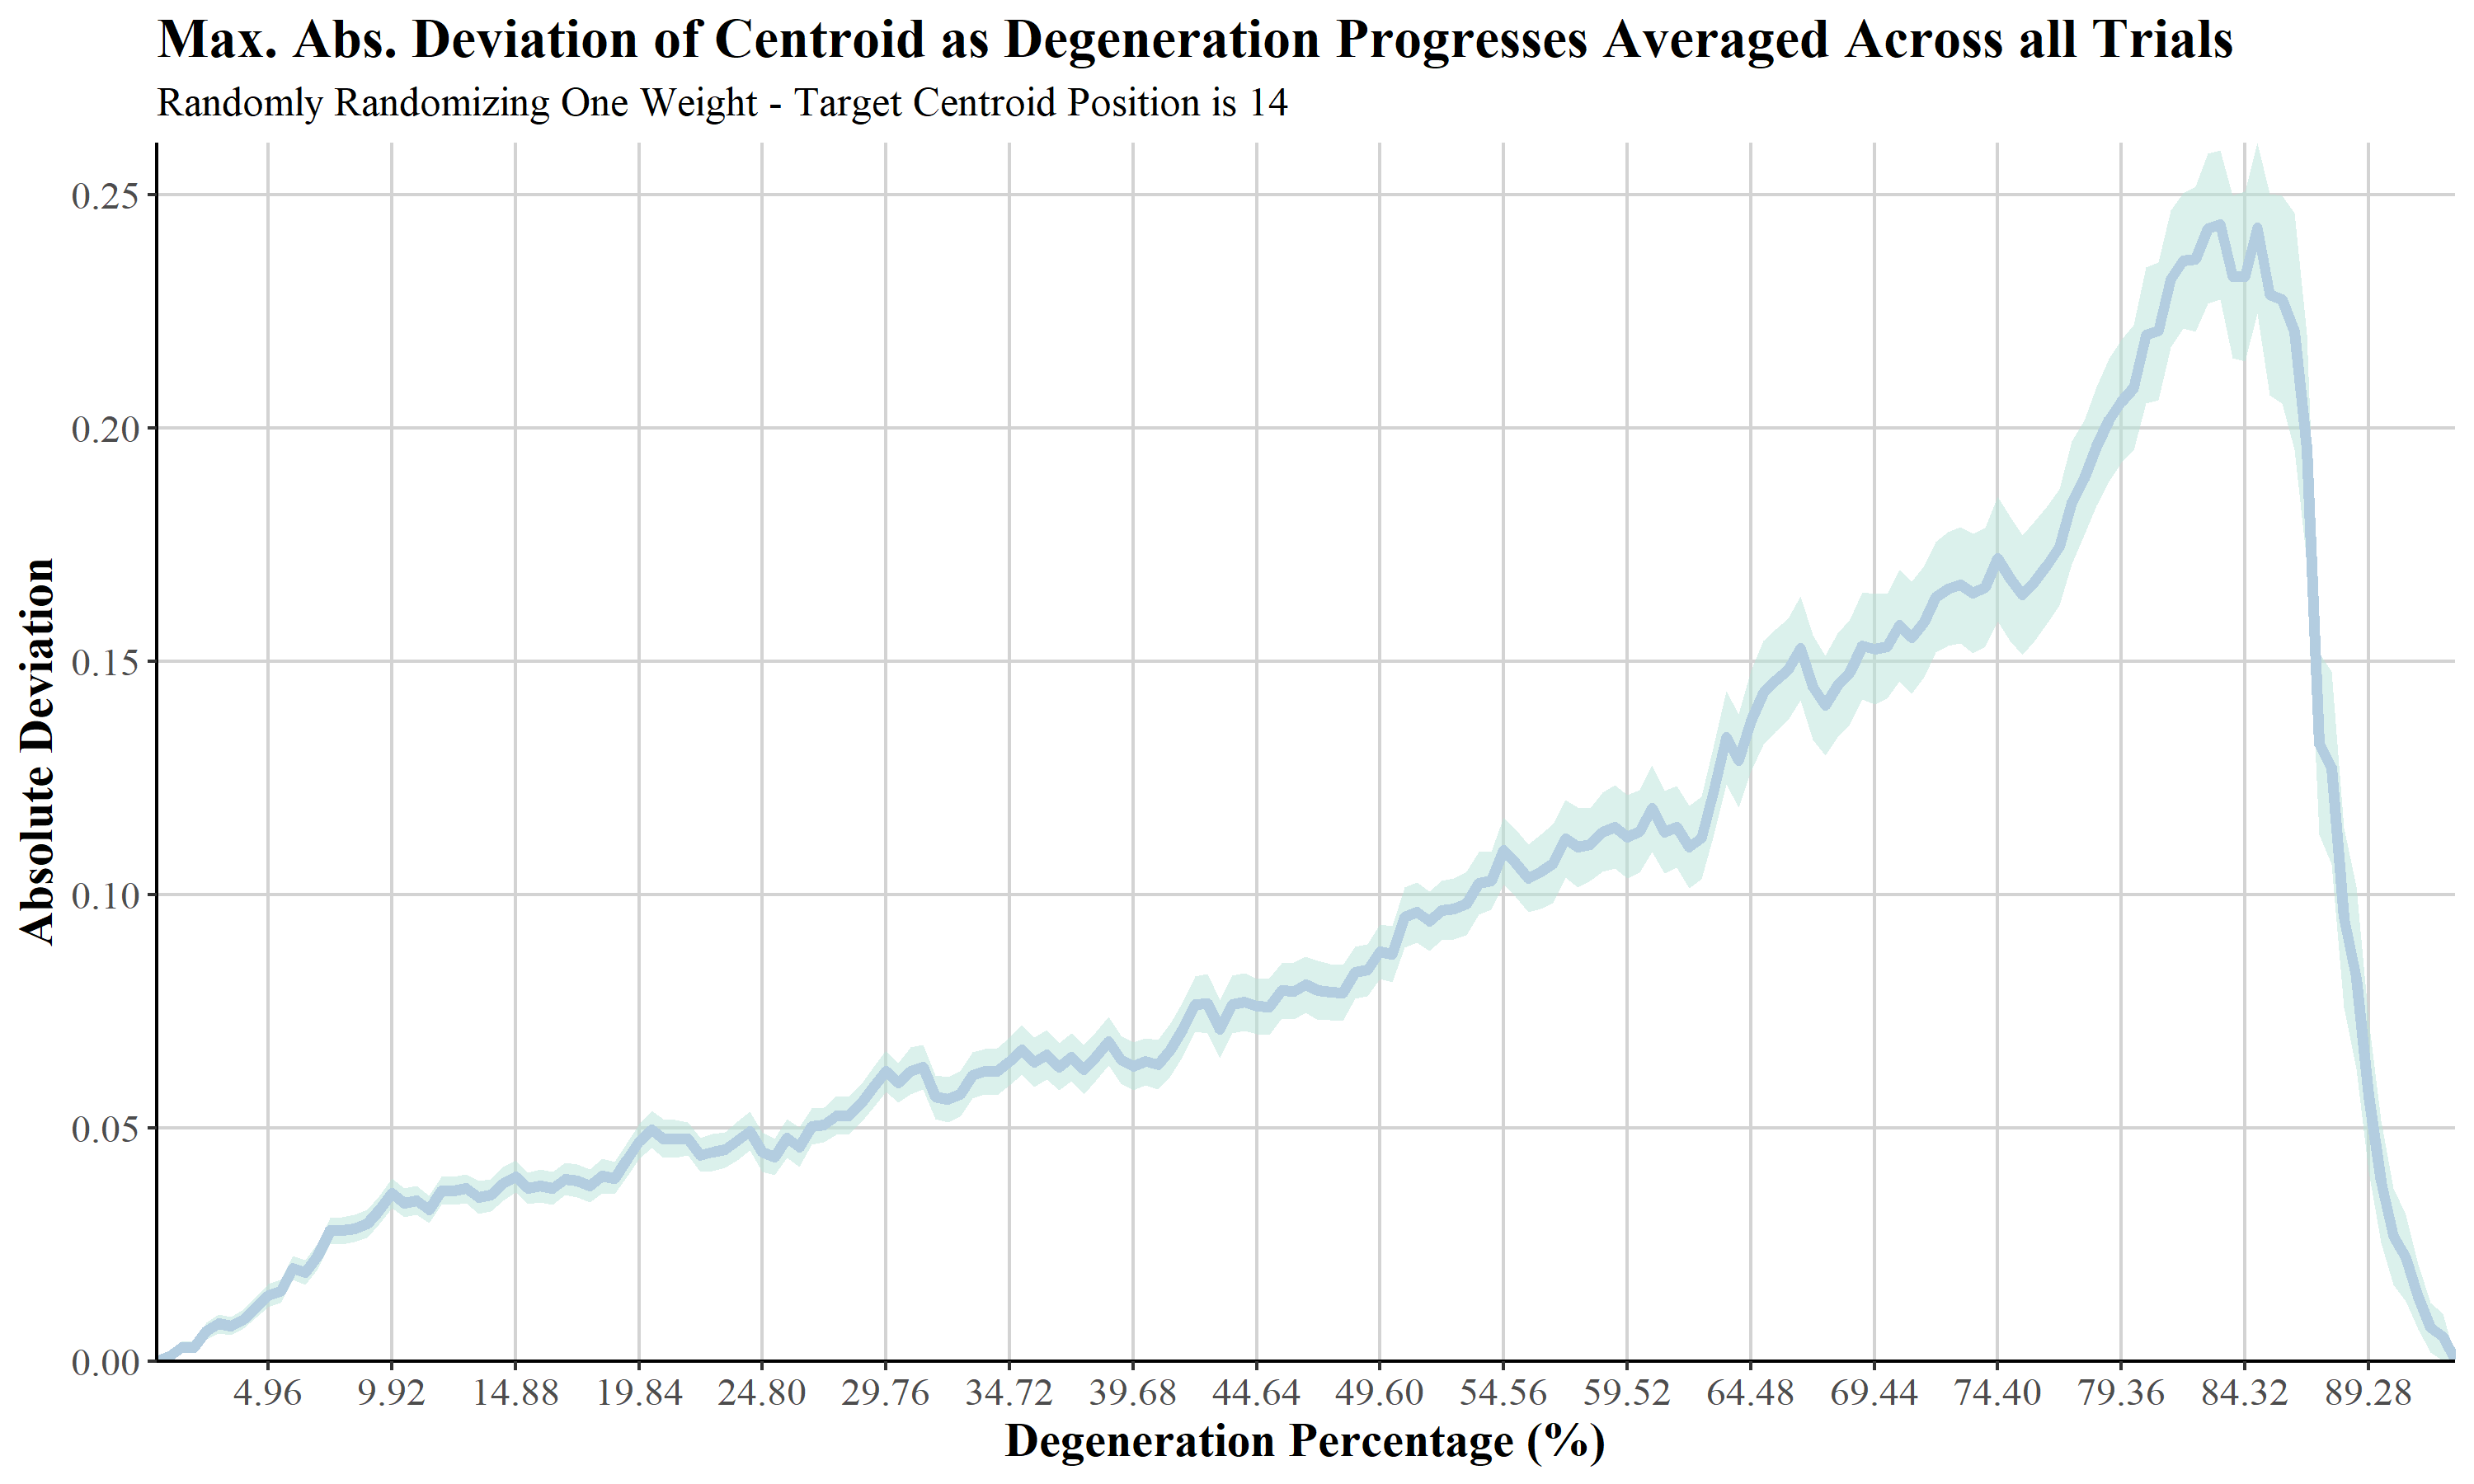 Max. Abs. Deviation of Centroid as Degeneration Progresses Averaged Across all Trials
Randomly Randomizing One Weight - Target Centroid Position is 14
Absolute Deviation
0.25
0.20
0.15
0.10
0.05
0.00
4.96 9.92 14.88 19.84 24.80 29.76 34.72 39.68 44.64 49.60 54.56 59.52 64.48 69.44 74.40 79.36 84.32 89.28
Degeneration Percentage (%)